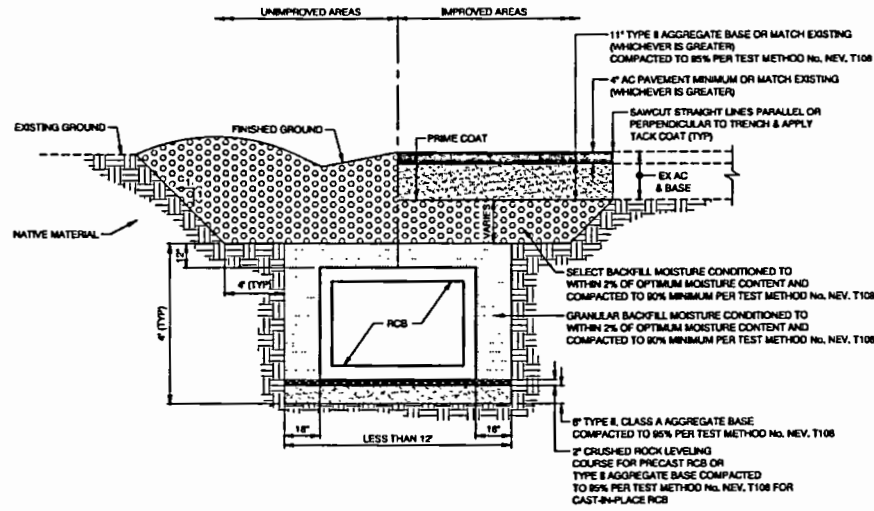 UNIMPROVED AREAS
IMPROVED AREAS
11" TYPE II AGGREGATE BASE OR MATCH EXISTING
(WHICHEVER IS GREATER)
COMPACTED TO 95% PER TEST METHOD No. NEV. T108
4" AC PAVEMENT MINIMUM OR MATCH EXISTING
(WHICHEVER IS GREATER)
SAWCUT STRAIGHT LINES PARALLEL OR
PERPENDICULAR TO TRENCH & APPLY
TACK COAT (TYP)
EXISTING GROUND
FINISHED GROUND
PRIME COAT
EX AC
& BASE
NATIVE MATERIAL
VARIES
12"
4' (TYP)
4' (TYP)
RCB
SELECT BACKFILL MOISTURE CONDITIONED TO
WITHIN 2% OF OPTIMUM MOISTURE CONTENT AND
COMPACTED TO 90% MINIMUM PER TEST METHOD No. NEV. T108
GRANULAR BACKFILL MOISTURE CONDITIONED TO
WITHIN 2% OF OPTIMUM MOISTURE CONTENT AND
COMPACTED TO 90% MINIMUM PER TEST METHOD No. NEV. T108
18"
18"
LESS THAN 12'
6" TYPE II, CLASS A AGGREGATE BASE
COMPACTED TO 95% PER TEST METHOD No. NEV. T108
2" CRUSHED ROCK LEVELING
COURSE FOR PRECAST RCB OR
TYPE II AGGREGATE BASE COMPACTED
TO 95% PER TEST METHOD No. NEV. T108 FOR
CAST-IN-PLACE RCB